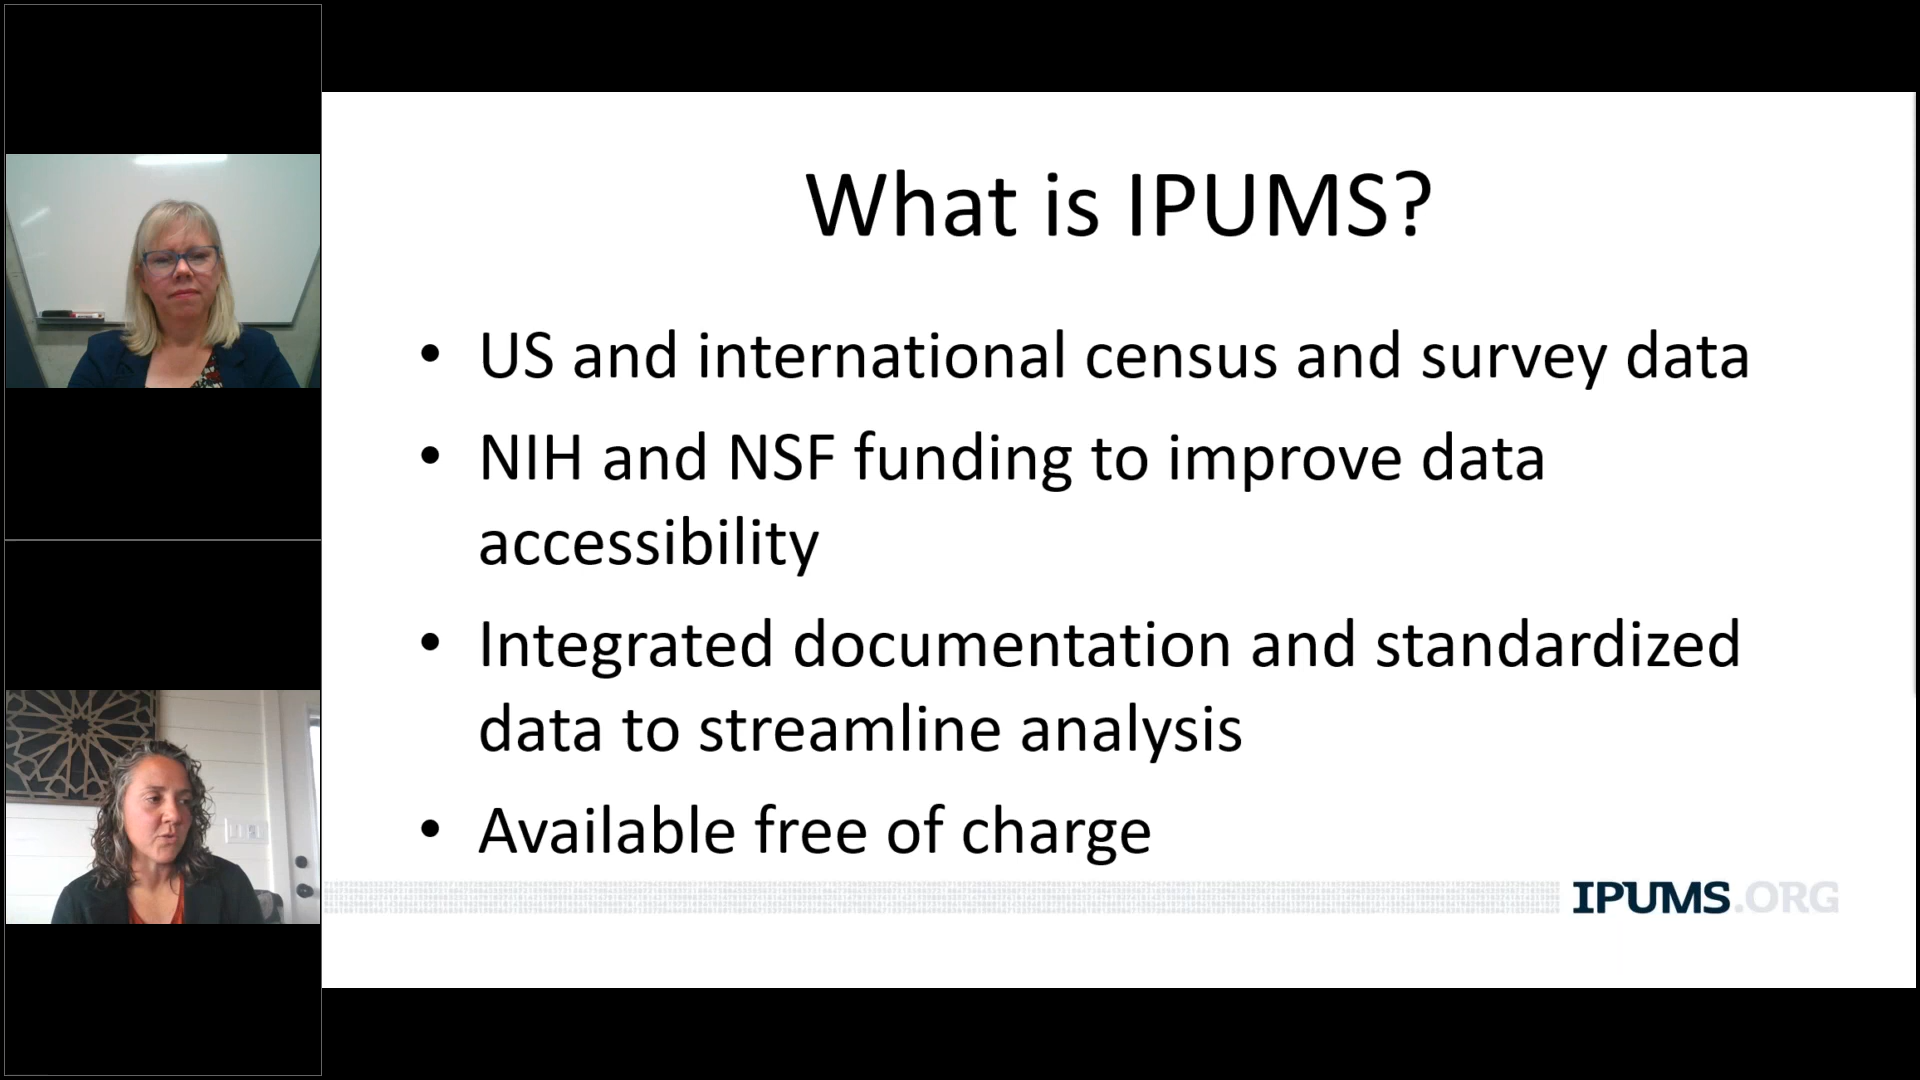 What is IPUMS?
• US and international census and survey data
• NIH and NSF funding to improve data
accessibility
• Integrated documentation and standardized
data to streamline analysis
• Available free of charge
IPUMS.ORG